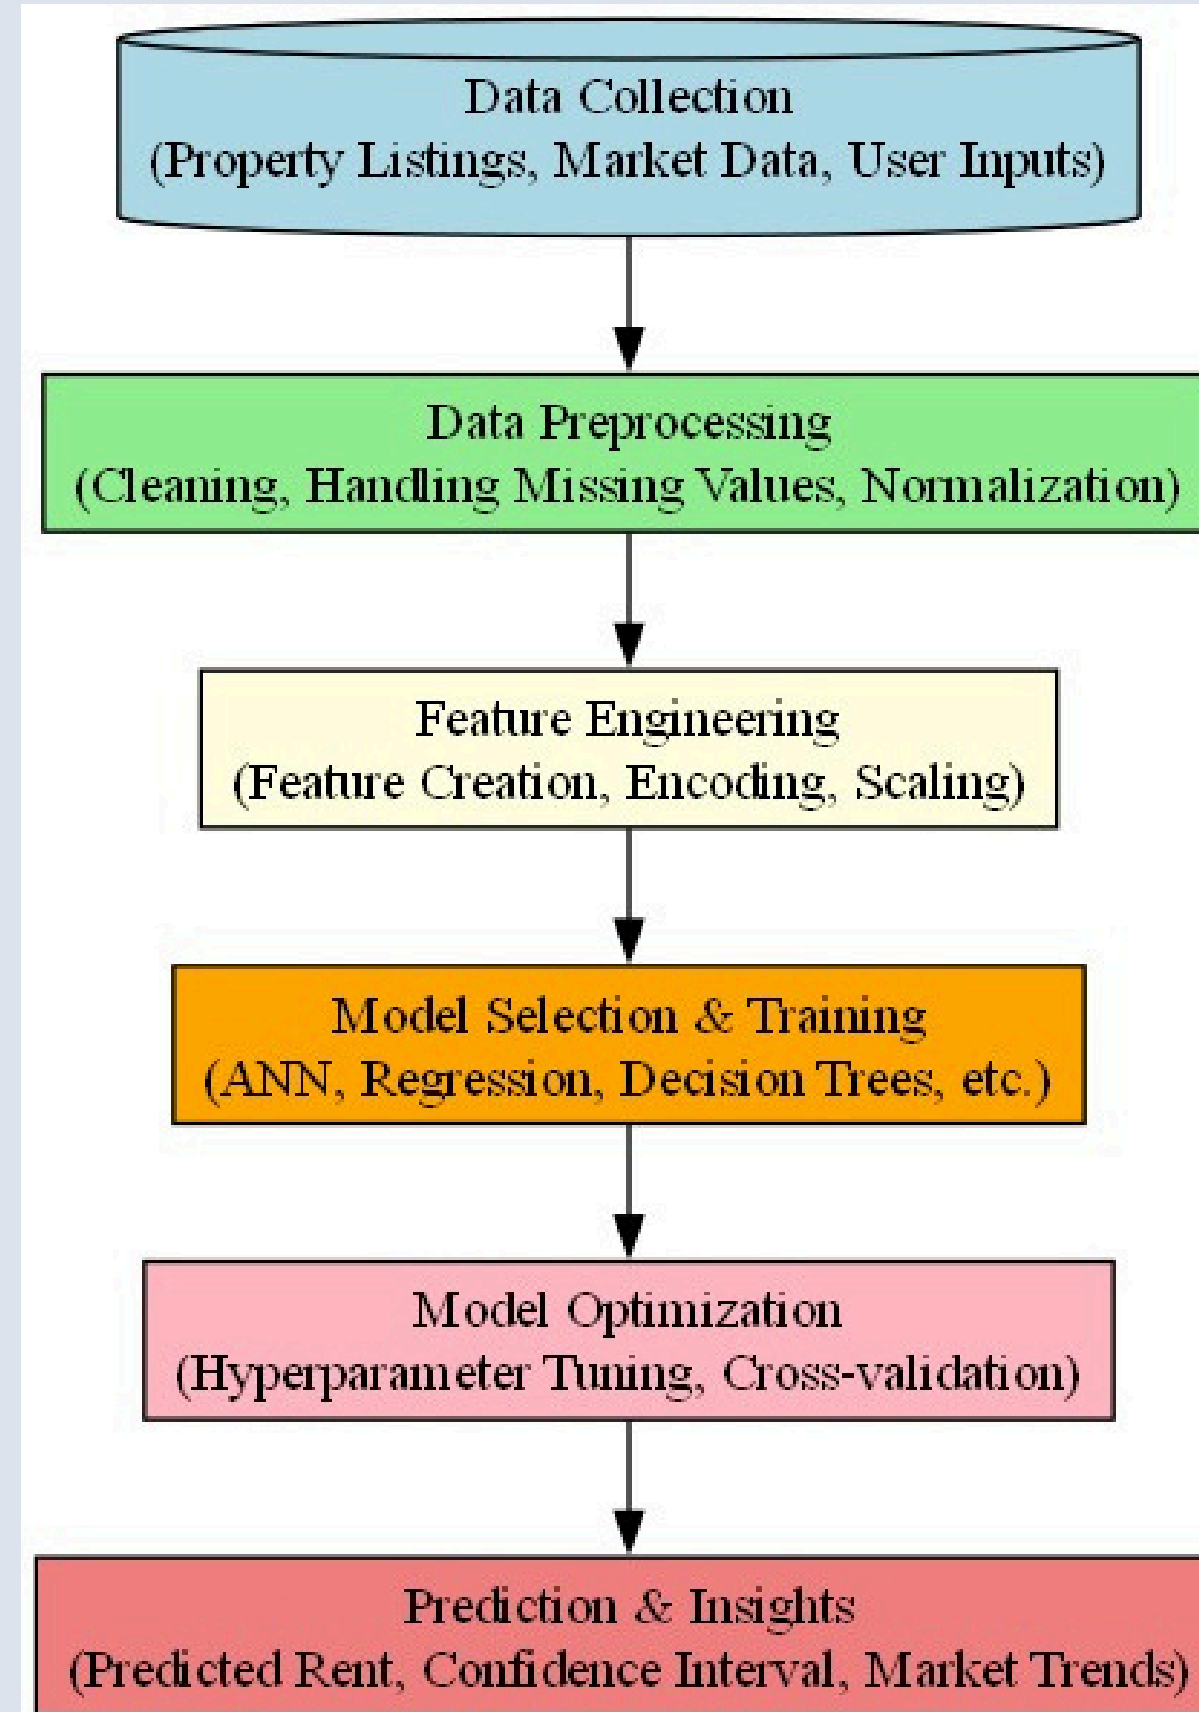 Data Collection
(Property Listings, Market Data, User Inputs)
Data Preprocessing
(Cleaning, Handling Missing Values, Normalization)
Feature Engineering
(Feature Creation, Encoding, Scaling)
Model Selection & Training
(ANN, Regression, Decision Trees, etc.)
Model Optimization
(Hyperparameter Tuning, Cross-validation)
Prediction & Insights
(Predicted Rent, Confidence Interval, Market Trends)